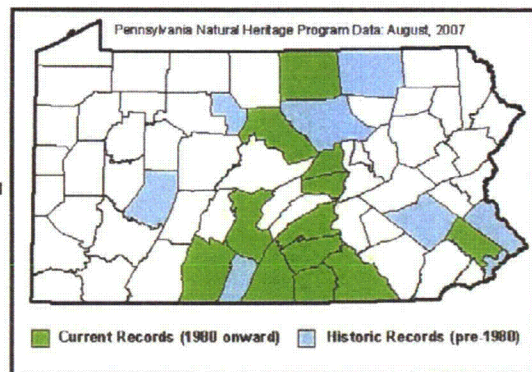 Pennsylvania Natural Heritage Program Data: August, 2007
Current Records (1980 onward) Historic Records (pre-1980)